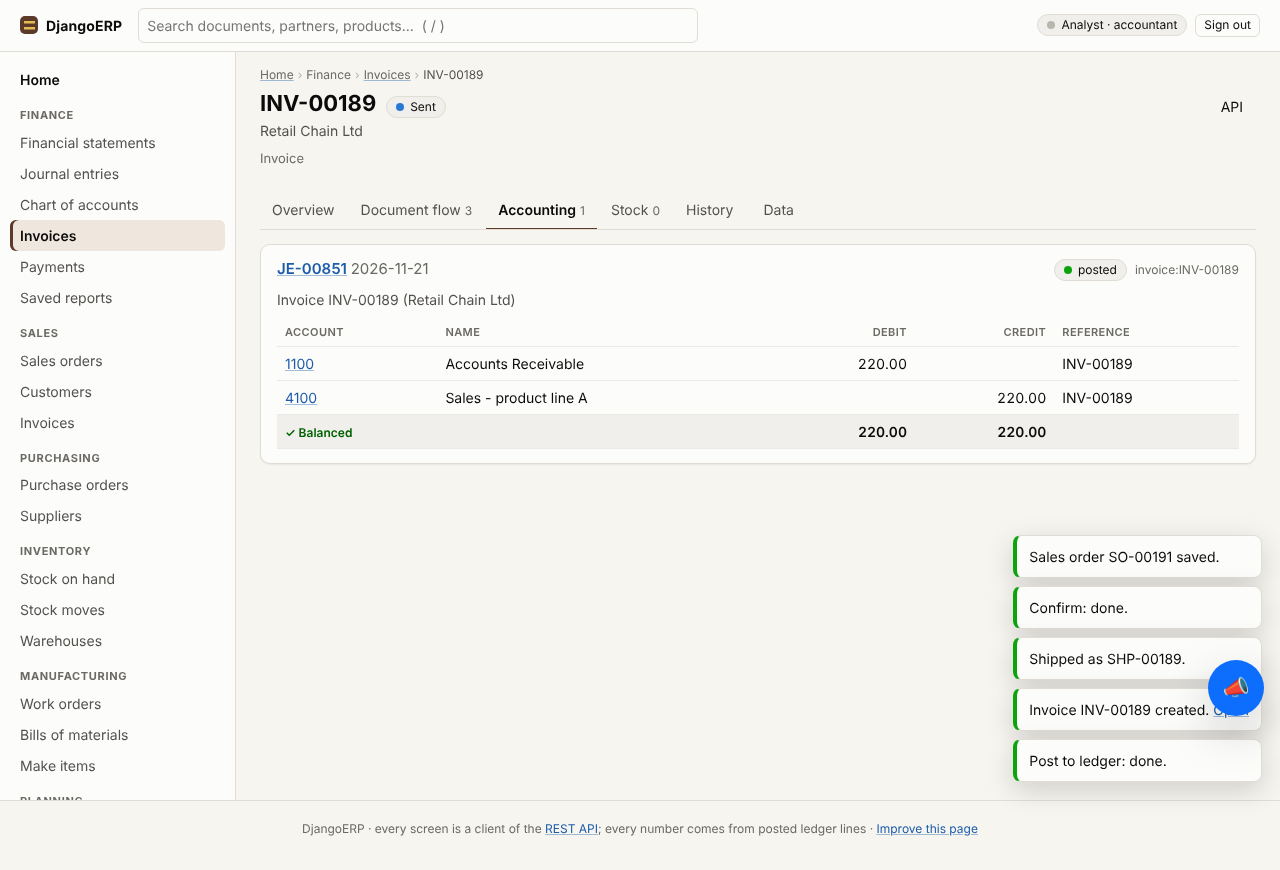 DjangoERP
Search documents, partners, products... ( / )
Analyst · accountant
Sign out
Home
FINANCE
Financial statements
Journal entries
Chart of accounts
Invoices
Payments
Saved reports
SALES
Sales orders
Customers
Invoices
PURCHASING
Purchase orders
Suppliers
INVENTORY
Stock on hand
Stock moves
Warehouses
MANUFACTURING
Work orders
Bills of materials
Make items
PLANNING
Home › Finance › Invoices › INV-00189
INV-00189 Sent
API
Retail Chain Ltd
Invoice
Overview Document flow 3 Accounting 1 Stock 0 History Data
JE-00851 2026-11-21 posted invoice:INV-00189
Invoice INV-00189 (Retail Chain Ltd)
ACCOUNT NAME DEBIT CREDIT REFERENCE
1100 Accounts Receivable 220.00 INV-00189
4100 Sales - product line A 220.00 INV-00189
✓ Balanced 220.00 220.00
Sales order SO-00191 saved.
Confirm: done.
Shipped as SHP-00189.
Invoice INV-00189 created.
Post to ledger: done.
DjangoERP · every screen is a client of the REST API; every number comes from posted ledger lines · Improve this page